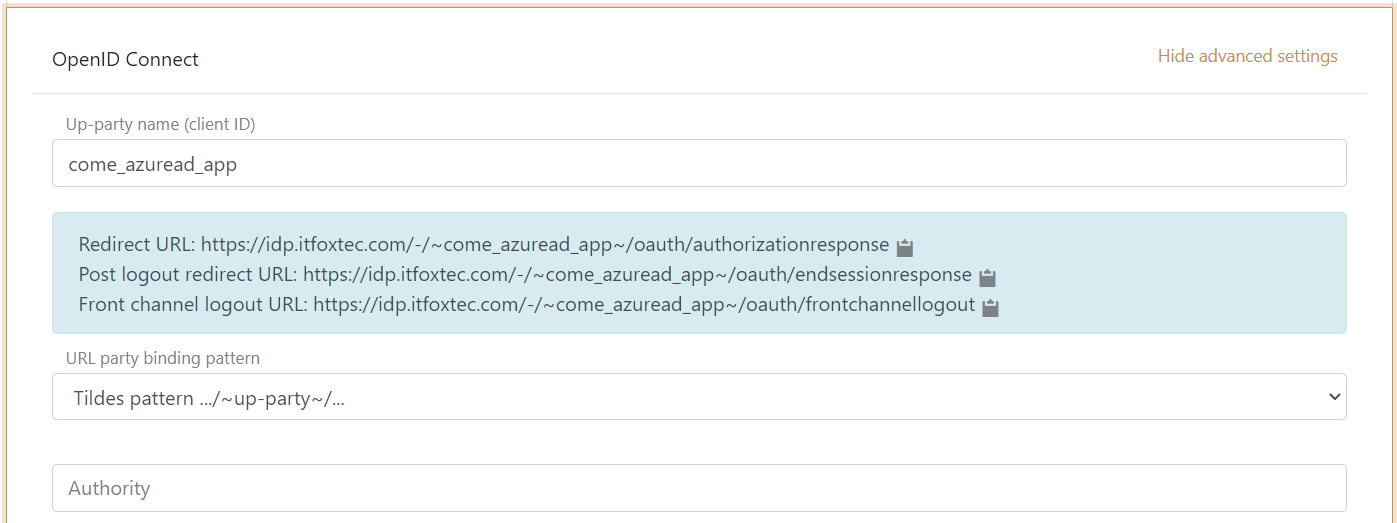 OpenID Connect
Hide advanced settings
Up-party name (client ID)
come_azuread_app
Redirect URL: https://idp.itfoxtec.com/-/~come_azuread_app~/oauth/authorizationresponse
Post logout redirect URL: https://idp.itfoxtec.com/-/~come_azuread_app~/oauth/endsessionresponse
Front channel logout URL: https://idp.itfoxtec.com/-/~come_azuread_app~/oauth/frontchannellogout
URL party binding pattern
Tildes pattern .../~up-party~/...
Authority